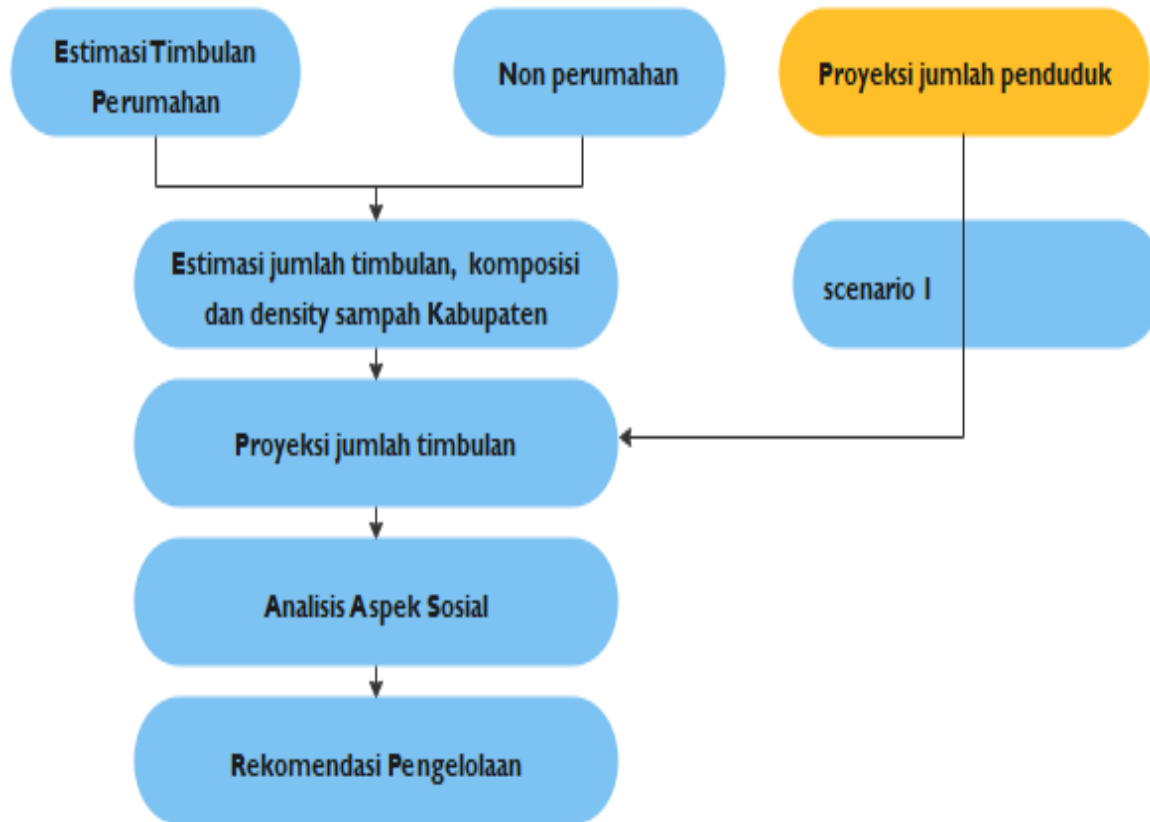 Estimasi Timbulan
Perumahan
Non perumahan
Proyeksi jumlah penduduk
Estimasi jumlah timbulan, komposisi
dan density sampah Kabupaten
scenario 1
Proyeksi jumlah timbulan
Analisis Aspek Sosial
Rekomendasi Pengelolaan